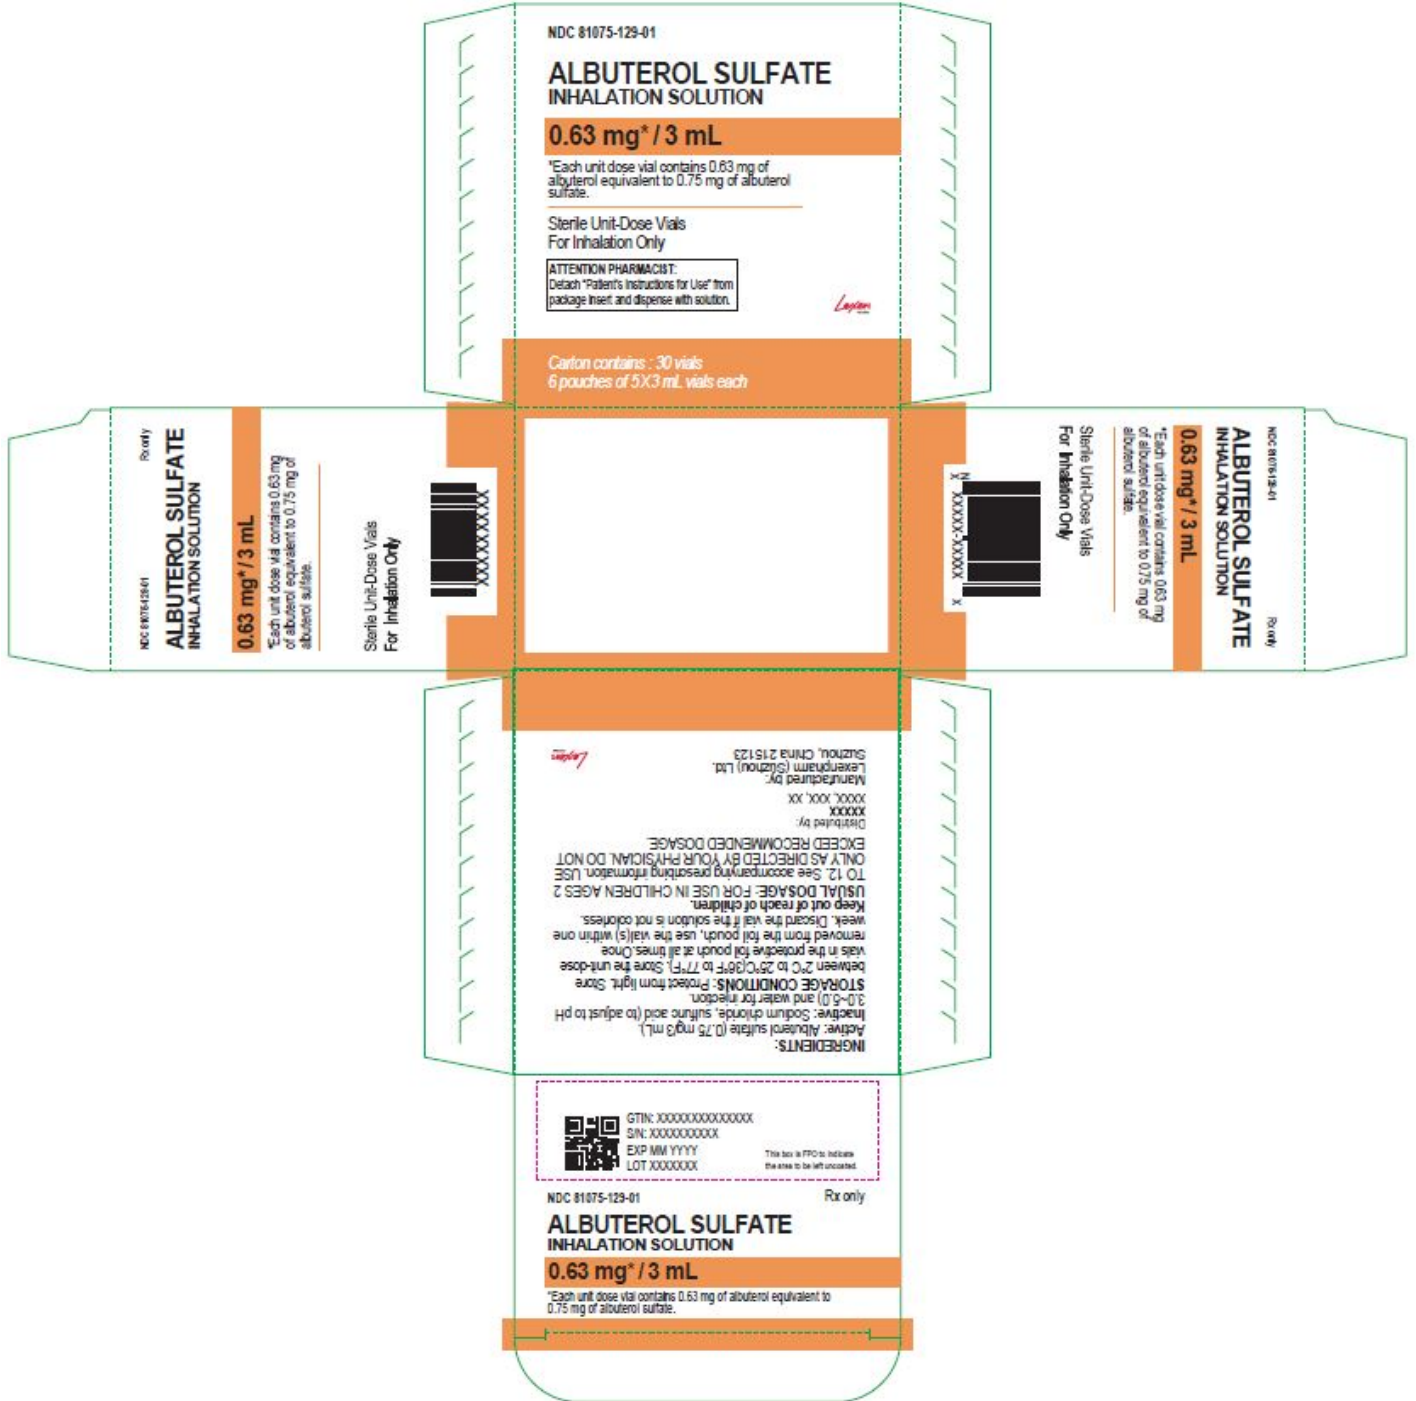 NDC 81075-129-01
ALBUTEROL SULFATE
INHALATION SOLUTION
0.63 mg* / 3 mL
*Each unit dose vial contains 0.63 mg of
albuterol equivalent to 0.75 mg of albuterol
sulfate.
Sterile Unit-Dose Vials
For Inhalation Only
ATTENTION PHARMACIST:
Detach "Patient's Instructions for Use" from
package insert and dispense with solution.
Lexen
Carton contains : 30 vials
6 pouches of 5X3 mL vials each
NDC 81075-129-01
Rx only
ALBUTEROL SULFATE
INHALATION SOLUTION
0.63 mg* / 3 mL
*Each unit dose vial contains 0.63 mg
of albuterol equivalent to 0.75 mg of
albuterol sulfate.
Sterile Unit-Dose Vials
For Inhalation Only
XXXXXXXXXX
NDC 81075-129-01
Rx only
ALBUTEROL SULFATE
INHALATION SOLUTION
0.63 mg* / 3 mL
*Each unit dose vial contains 0.63 mg
of albuterol equivalent to 0.75 mg of
albuterol sulfate.
Sterile Unit-Dose Vials
For Inhalation Only
N
X XXXXX-XXXXX X
INGREDIENTS:
Active: Albuterol sulfate (0.75 mg/3 mL).
Inactive: Sodium chloride, sulfuric acid (to adjust to pH
3.0~5.0) and water for injection.
STORAGE CONDITIONS: Protect from light. Store
between 2°C to 25°C(36°F to 77°F). Store the unit-dose
vials in the protective foil pouch at all times.Once
removed from the foil pouch, use the vial(s) within one
week. Discard the vial if the solution is not colorless.
Keep out of reach of children.
USUAL DOSAGE: FOR USE IN CHILDREN AGES 2
TO 12. See accompanying prescribing information. USE
ONLY AS DIRECTED BY YOUR PHYSICIAN. DO NOT
EXCEED RECOMMENDED DOSAGE.
Distributed by:
XXXXX
XXXX, XXX, XX
Manufactured by:
Lexenpharm (Suzhou) Ltd.
Suzhou, China 215123
Lexen
GTIN: XXXXXXXXXXXXXX
S/N: XXXXXXXXXX
EXP MM YYYY
LOT XXXXXXX
This box is FPO to indicate
the area to be left uncoated.
NDC 81075-129-01
Rx only
ALBUTEROL SULFATE
INHALATION SOLUTION
0.63 mg* / 3 mL
*Each unit dose vial contains 0.63 mg of albuterol equivalent to
0.75 mg of albuterol sulfate.